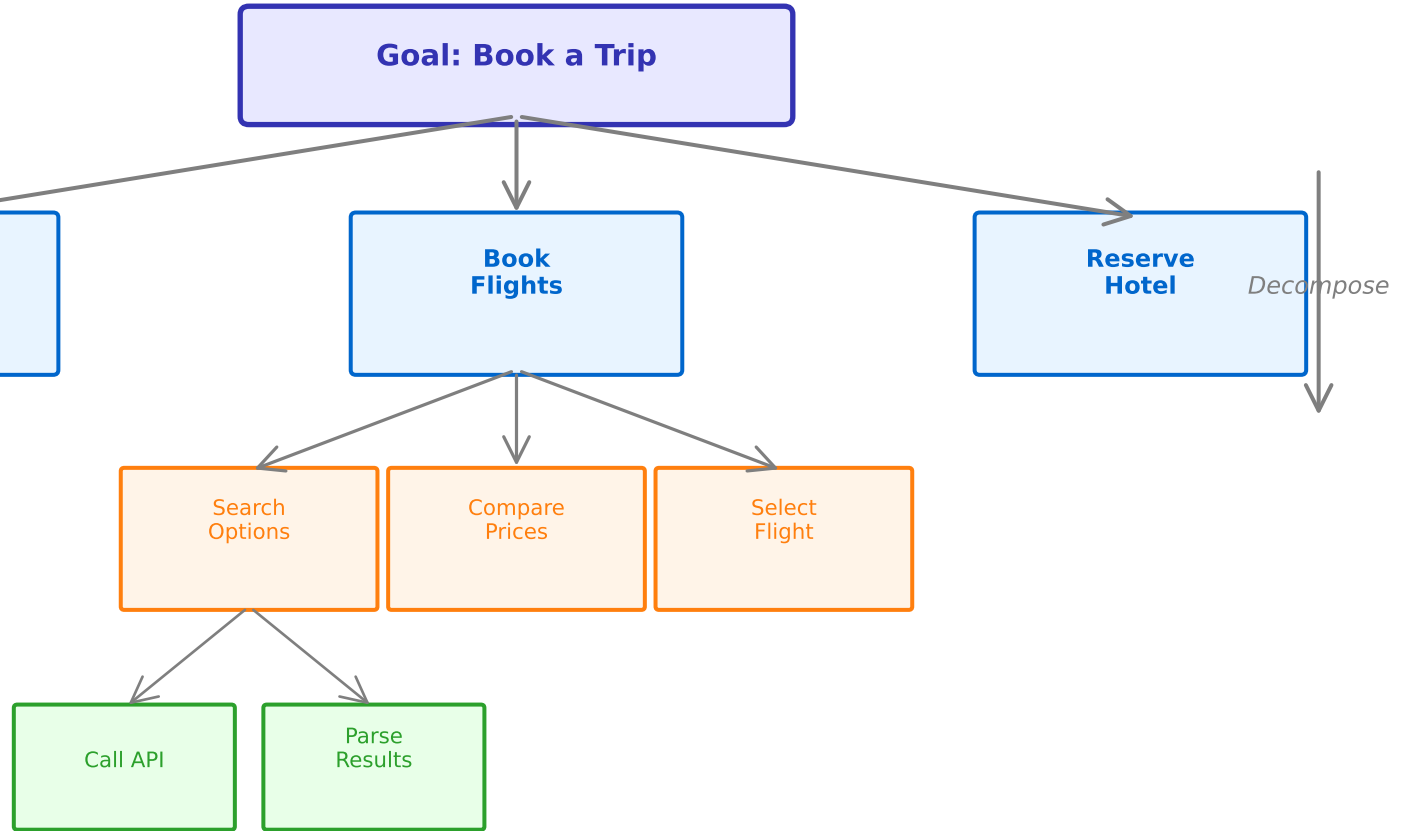 Goal: Book a Trip
Book
Flights
Reserve
Hotel
Decompose
Search
Options
Compare
Prices
Select
Flight
Call API
Parse
Results